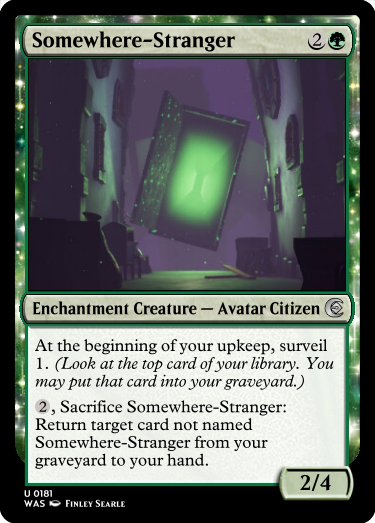 Somewhere-Stranger 2
Enchantment Creature — Avatar Citizen
At the beginning of your upkeep, surveil
1. (Look at the top card of your library. You
may put that card into your graveyard.)
2, Sacrifice Somewhere-Stranger:
Return target card not named
Somewhere-Stranger from your
graveyard to your hand.
2/4
U 0181
WAS Finley Searle